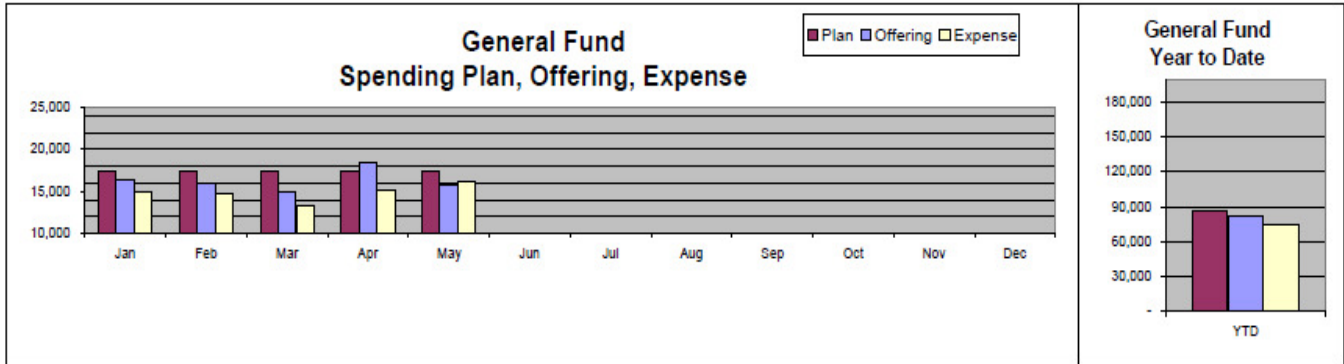 General Fund
Spending Plan, Offering, Expense
Plan Offering Expense
25,000
20,000
15,000
10,000
Jan Feb Mar Apr May Jun Jul Aug Sep Oct Nov Dec
General Fund
Year to Date
180,000
150,000
120,000
90,000
60,000
30,000
-
YTD